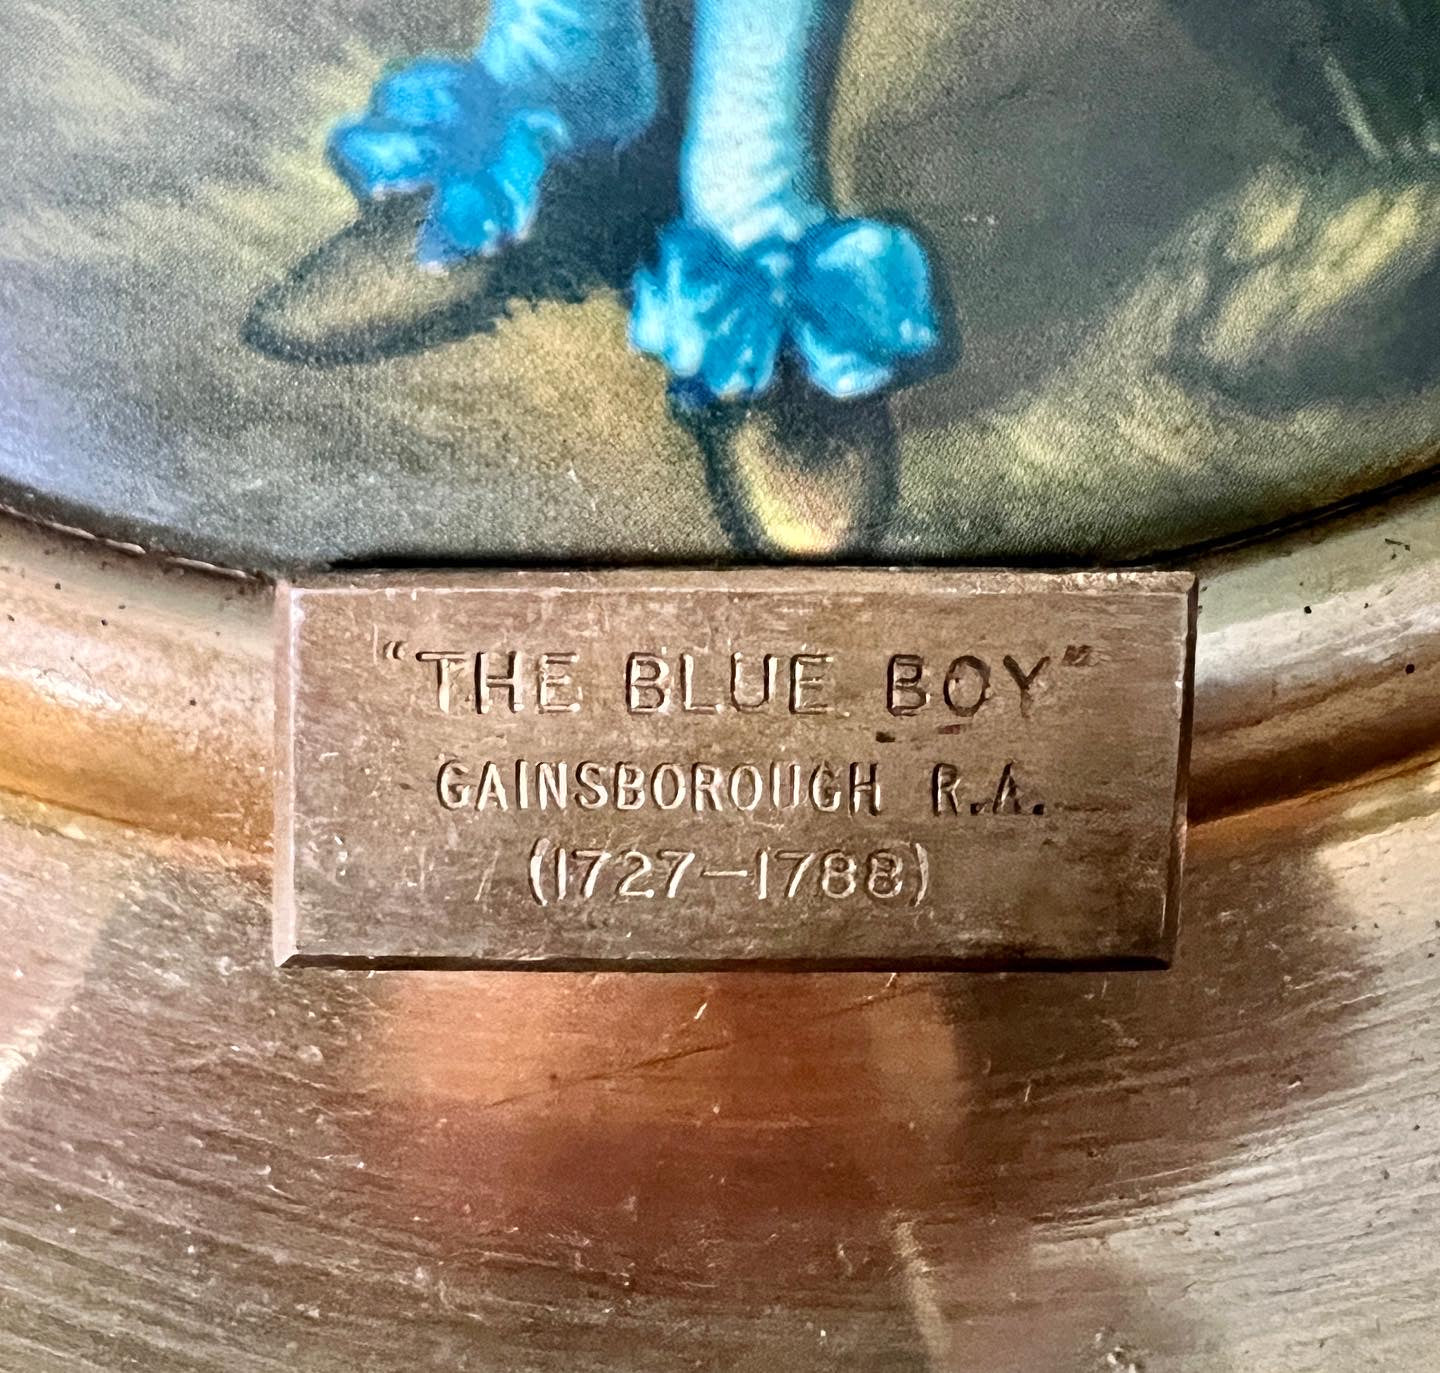 "THE BLUE BOY"
GAINSBOROUGH R.A.
(1727—1788)